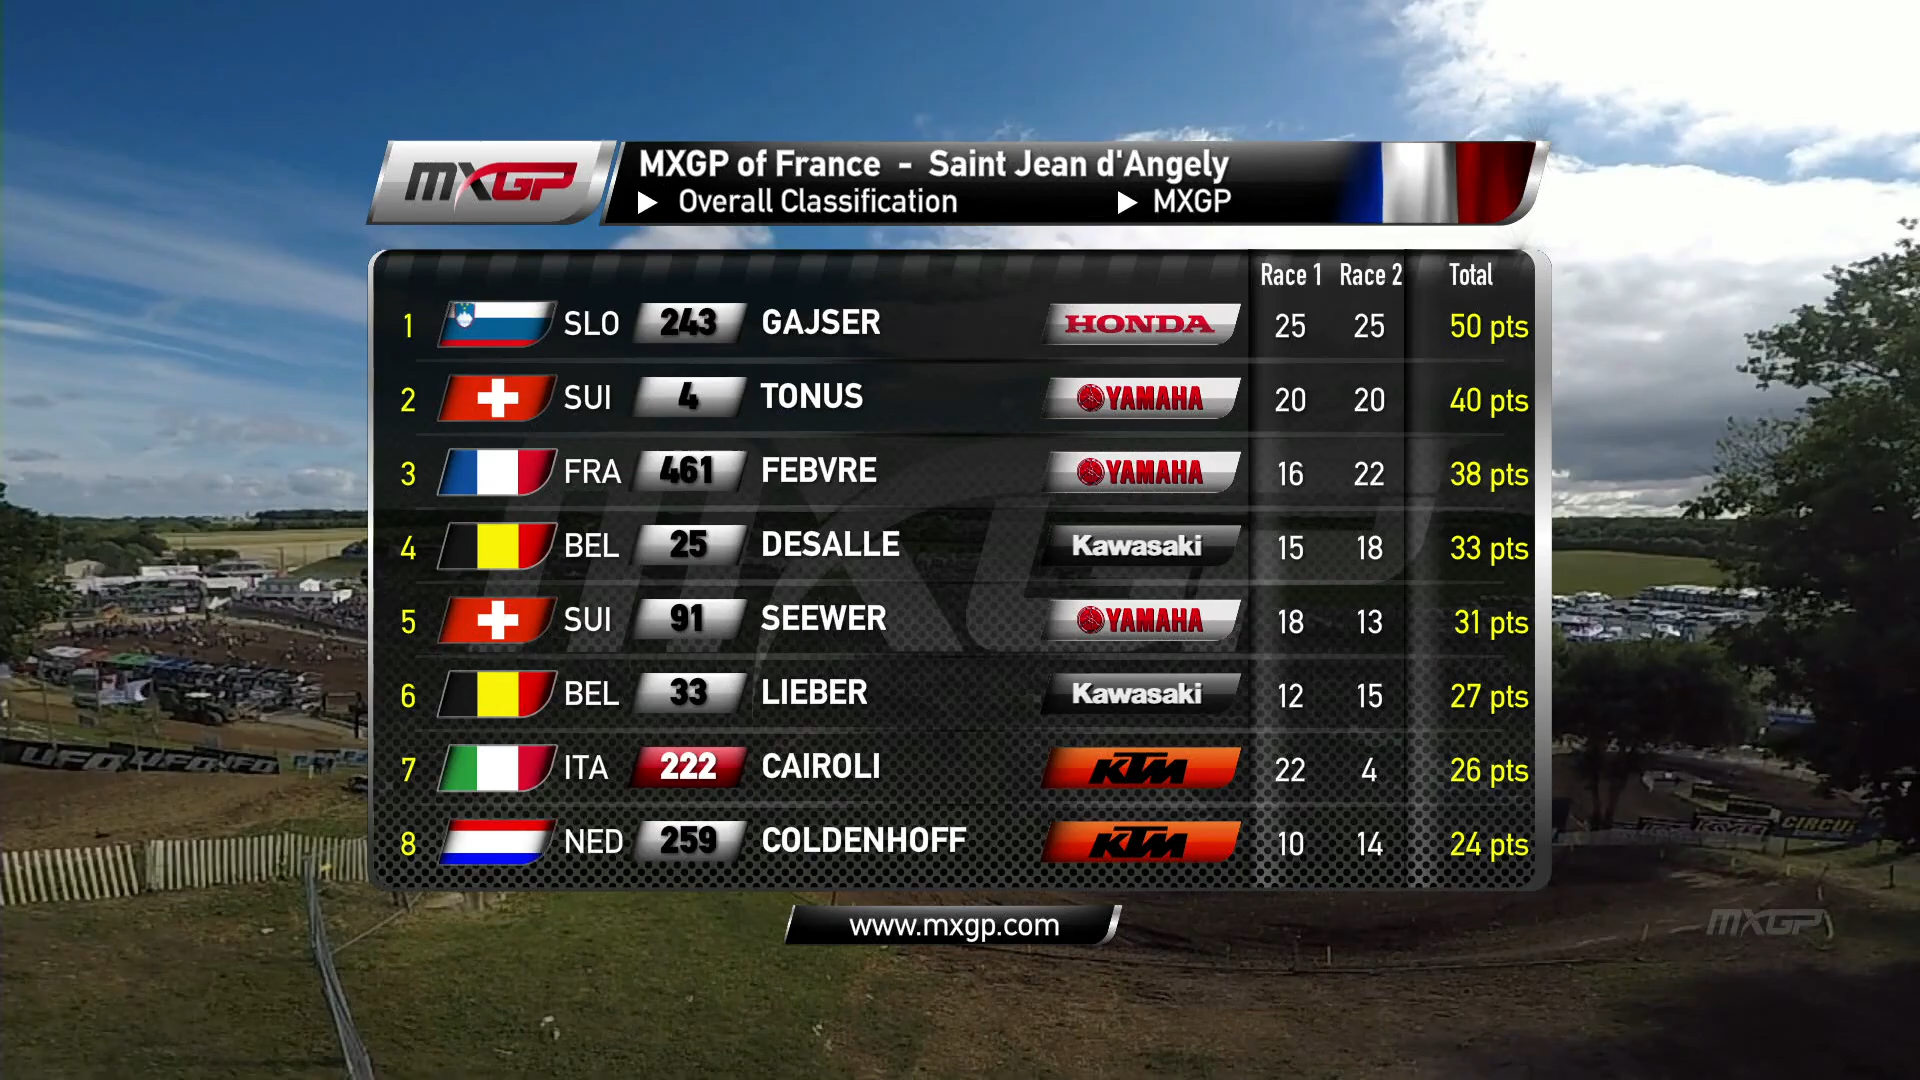 MXGP
MXGP of France - Saint Jean d'Angely
▶ Overall Classification ▶ MXGP
Race 1 Race 2 Total
1 SLO 243 GAJSER HONDA 25 25 50 pts
2 SUI 4 TONUS YAMAHA 20 20 40 pts
3 FRA 461 FEBVRE YAMAHA 16 22 38 pts
4 BEL 25 DESALLE Kawasaki 15 18 33 pts
5 SUI 91 SEEWER YAMAHA 18 13 31 pts
6 BEL 33 LIEBER Kawasaki 12 15 27 pts
7 ITA 222 CAIROLI KTM 22 4 26 pts
8 NED 259 COLDENHOFF KTM 10 14 24 pts
www.mxgp.com
MXGP
UFO UFO UFO
CIRCU